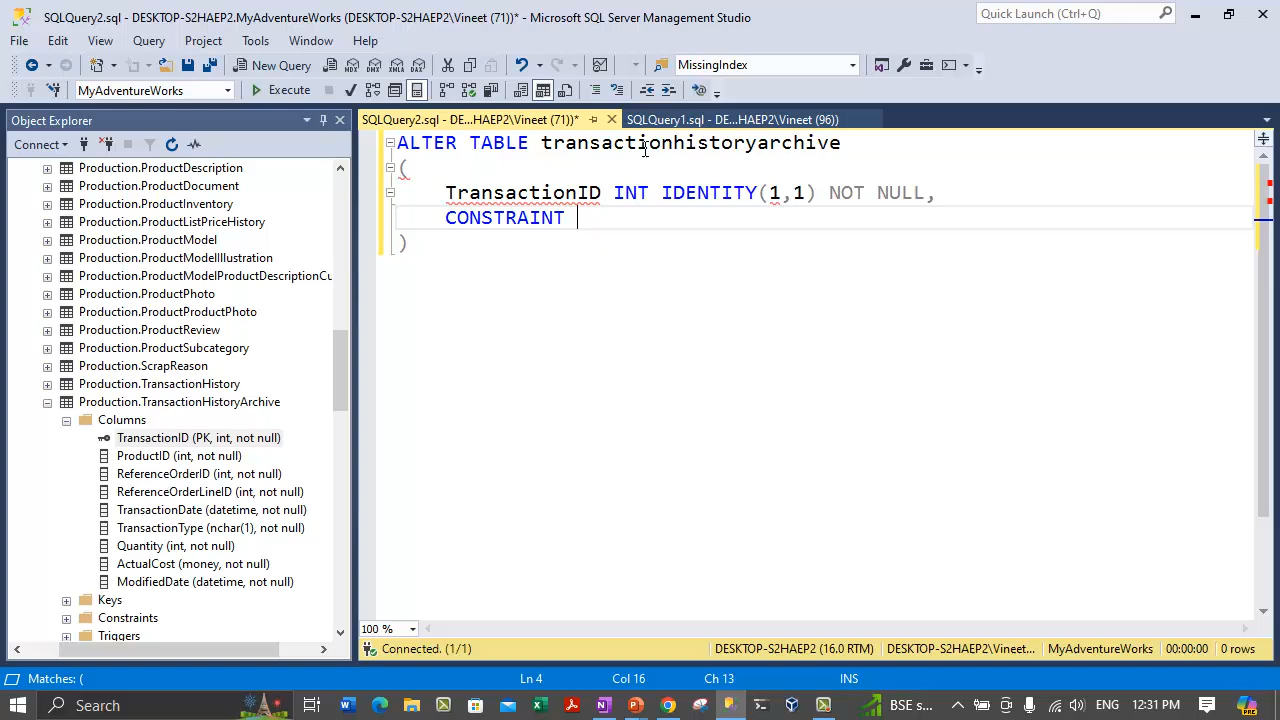 SQLQuery2.sql - DESKTOP-S2HAEP2.MyAdventureWorks (DESKTOP-S2HAEP2\Vineet (71))* - Microsoft SQL Server Management Studio
Quick Launch (Ctrl+Q)
File Edit View Query Project Tools Window Help
New Query MDX DMX XMLA DAX MissingIndex
MyAdventureWorks Execute
Object Explorer
SQLQuery2.sql - DE...HAEP2\Vineet (71))* SQLQuery1.sql - DE...HAEP2\Vineet (96))
Connect
Production.ProductDescription
Production.ProductDocument
Production.ProductInventory
Production.ProductListPriceHistory
Production.ProductModel
Production.ProductModelIllustration
Production.ProductModelProductDescriptionCu
Production.ProductPhoto
Production.ProductProductPhoto
Production.ProductReview
Production.ProductSubcategory
Production.ScrapReason
Production.TransactionHistory
Production.TransactionHistoryArchive
Columns
TransactionID (PK, int, not null)
ProductID (int, not null)
ReferenceOrderID (int, not null)
ReferenceOrderLineID (int, not null)
TransactionDate (datetime, not null)
TransactionType (nchar(1), not null)
Quantity (int, not null)
ActualCost (money, not null)
ModifiedDate (datetime, not null)
Keys
Constraints
Triggers
ALTER TABLE transactionhistoryarchive
(
TransactionID INT IDENTITY(1,1) NOT NULL,
CONSTRAINT
)
100 %
Connected. (1/1) DESKTOP-S2HAEP2 (16.0 RTM) DESKTOP-S2HAEP2\Vineet... MyAdventureWorks 00:00:00 0 rows
Matches: ( Ln 4 Col 16 Ch 13 INS
Search BSE s... ENG 12:31 PM